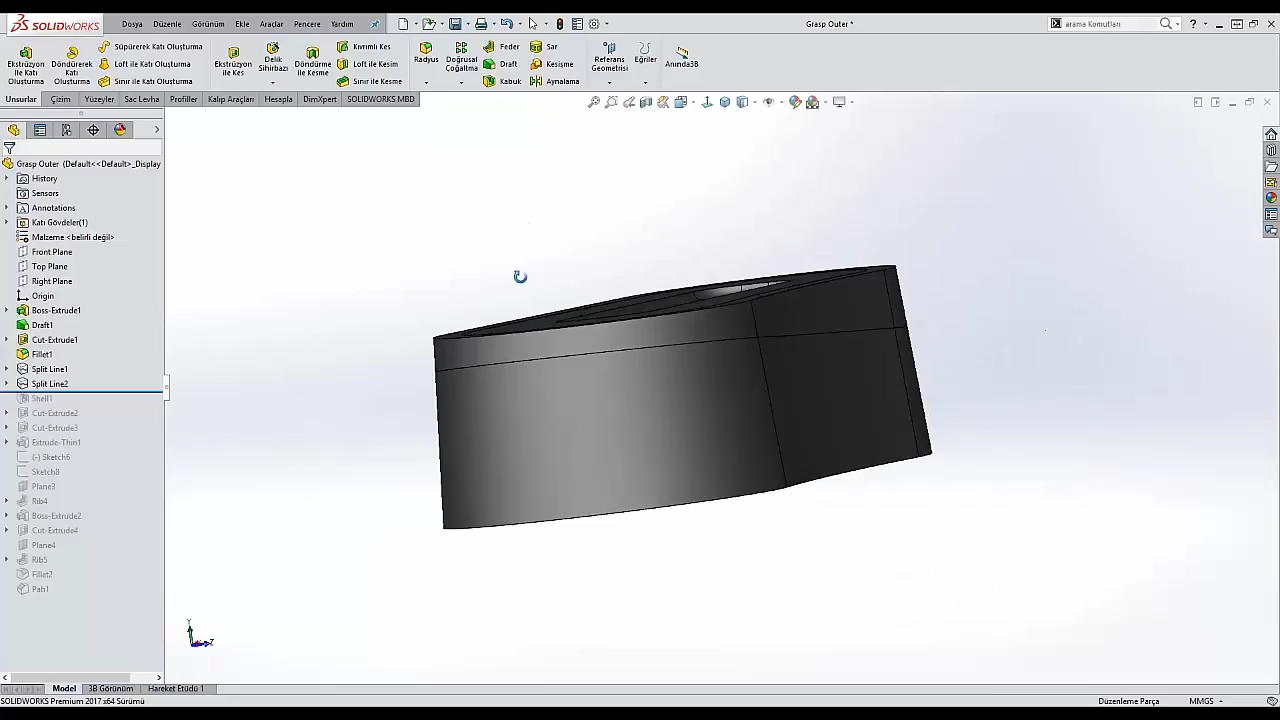 SOLIDWORKS
Dosya Düzenle Görünüm Ekle Araçlar Pencere Yardım
Grasp Outer *
arama Komutları
Ekstrüzyon ile Katı Oluşturma
Döndürerek Katı Oluşturma
Süpürerek Katı Oluşturma
Loft ile Katı Oluşturma
Sınır ile Katı Oluşturma
Ekstrüzyon ile Kes
Delik Sihirbazı
Döndürme ile Kesme
Kıvrımlı Kes
Loft ile Kesim
Sınır ile Kesme
Radyus
Doğrusal Çoğaltma
Feder
Draft
Kabuk
Sar
Kesişme
Aynalama
Referans Geometrisi
Eğriler
Anında3B
Unsurlar Çizim Yüzeyler Sac Levha Profiller Kalıp Araçları Hesapla DimXpert SOLIDWORKS MBD
Grasp Outer (Default<<Default>_Display
History
Sensors
Annotations
Katı Gövdeler(1)
Malzeme <belirli değil>
Front Plane
Top Plane
Right Plane
Origin
Boss-Extrude1
Draft1
Cut-Extrude1
Fillet1
Split Line1
Split Line2
Shell1
Cut-Extrude2
Cut-Extrude3
Extrude-Thin1
(-) Sketch6
Sketch8
Plane3
Rib4
Boss-Extrude2
Cut-Extrude4
Plane4
Rib5
Fillet2
Pah1
Y
Z
Model 3B Görünüm Hareket Etüdü 1
SOLIDWORKS Premium 2017 x64 Sürümü
Düzenleme Parça
MMGS